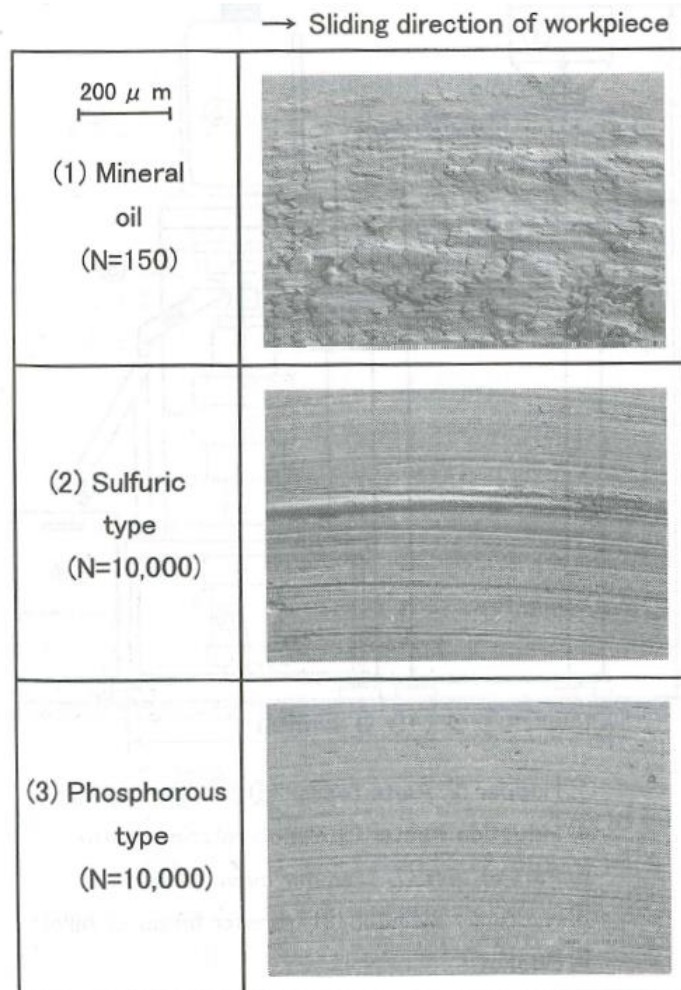 → Sliding direction of workpiece
200 μ m
(1) Mineral
oil
(N=150)
(2) Sulfuric
type
(N=10,000)
(3) Phosphorous
type
(N=10,000)